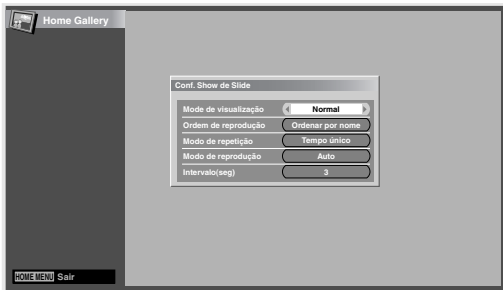 Home Gallery
Conf. Show de Slide
Mode de visualização Normal
Ordem de reprodução Ordenar por nome
Modo de repetição Tempo único
Modo de reprodução Auto
Intervalo(seg) 3
HOME MENU Sair